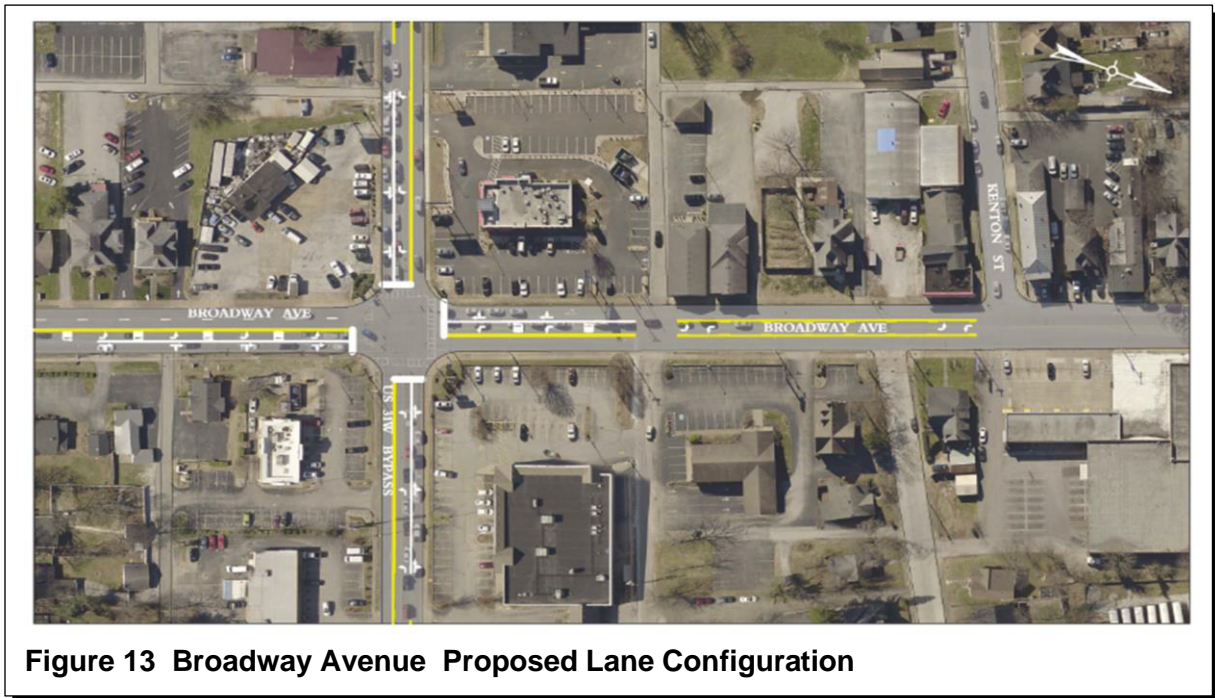 KENTON ST
BROADWAY AVE
BROADWAY AVE
US 31W BYPASS
Figure 13 Broadway Avenue Proposed Lane Configuration